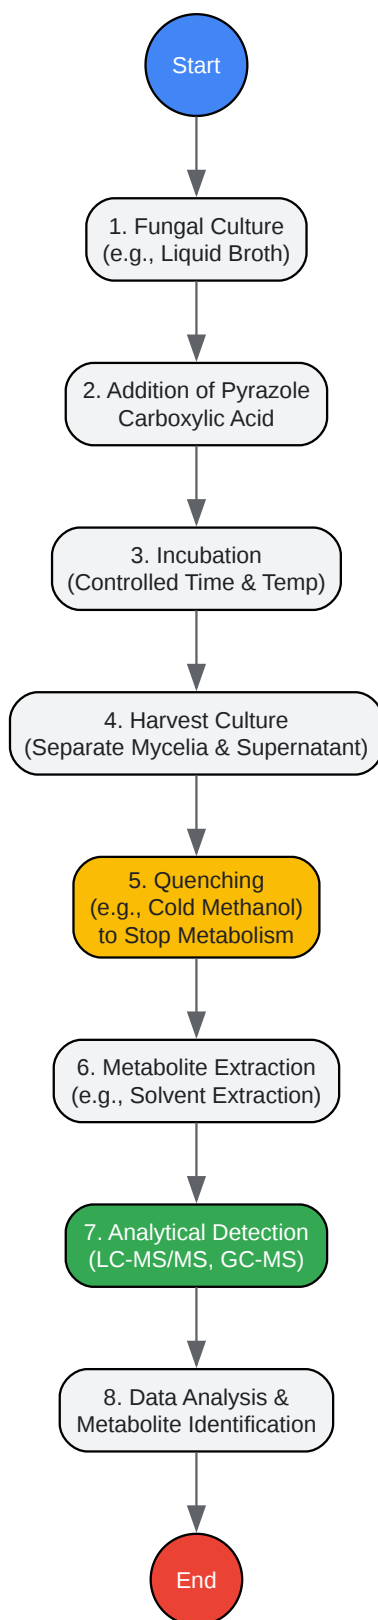 Start
1. Fungal Culture
(e.g., Liquid Broth)
2. Addition of Pyrazole
Carboxylic Acid
3. Incubation
(Controlled Time & Temp)
4. Harvest Culture
(Separate Mycelia & Supernatant)
5. Quenching
(e.g., Cold Methanol)
to Stop Metabolism
6. Metabolite Extraction
(e.g., Solvent Extraction)
7. Analytical Detection
(LC-MS/MS, GC-MS)
8. Data Analysis &
Metabolite Identification
End